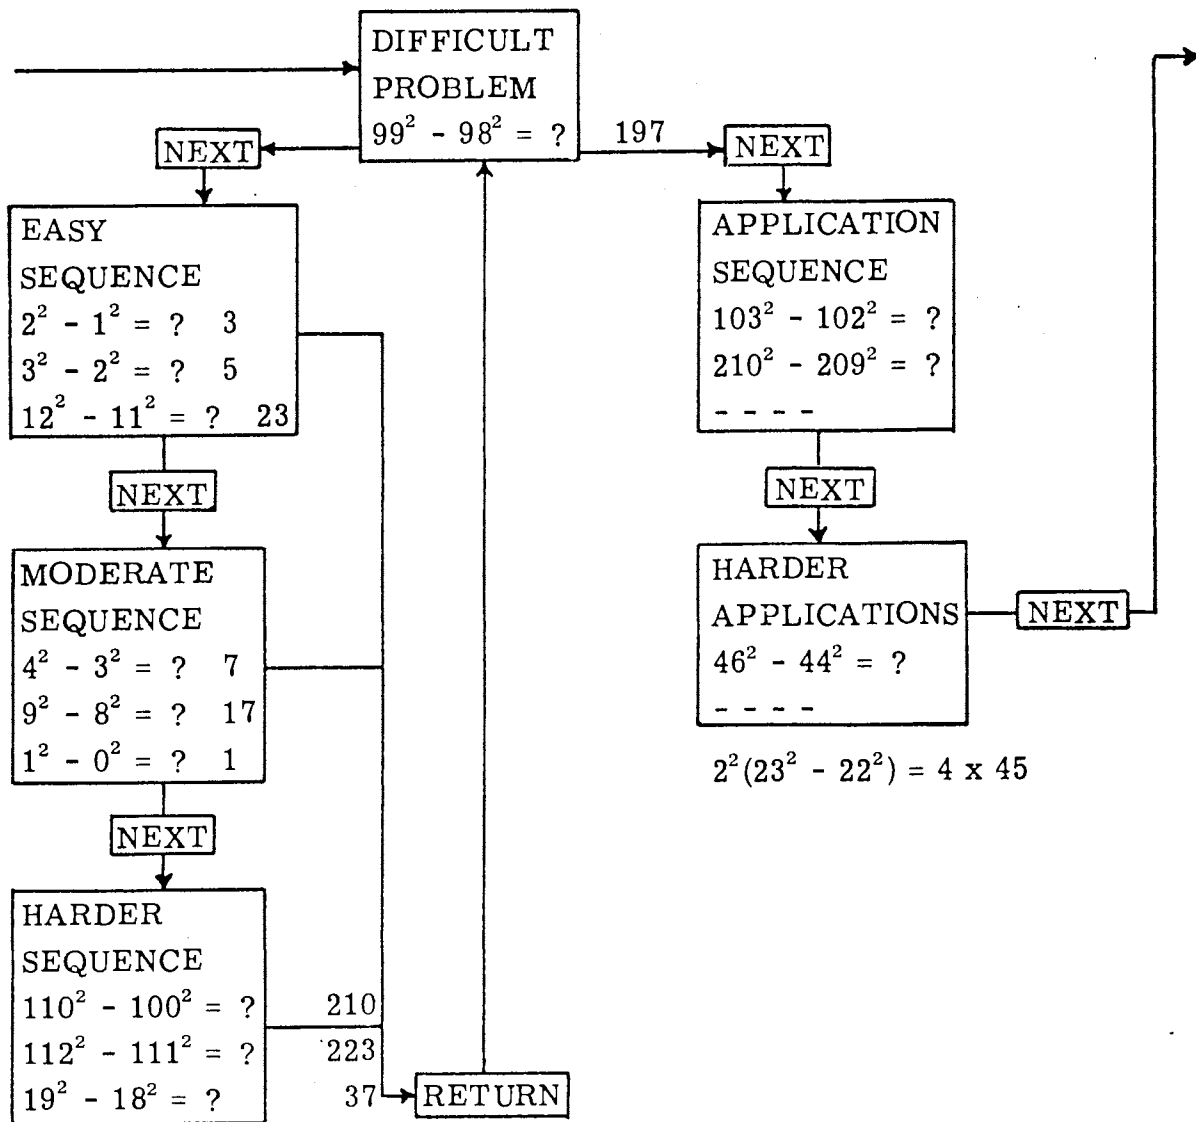 DIFFICULT
PROBLEM
99² - 98² = ?
197
NEXT
NEXT
EASY
SEQUENCE
2² - 1² = ? 3
3² - 2² = ? 5
12² - 11² = ? 23
NEXT
MODERATE
SEQUENCE
4² - 3² = ? 7
9² - 8² = ? 17
1² - 0² = ? 1
NEXT
HARDER
SEQUENCE
110² - 100² = ? 210
112² - 111² = ? 223
19² - 18² = ? 37
RETURN
APPLICATION
SEQUENCE
103² - 102² = ?
210² - 209² = ?
- - - -
NEXT
HARDER
APPLICATIONS
46² - 44² = ?
- - - -
NEXT
2²(23² - 22²) = 4 x 45